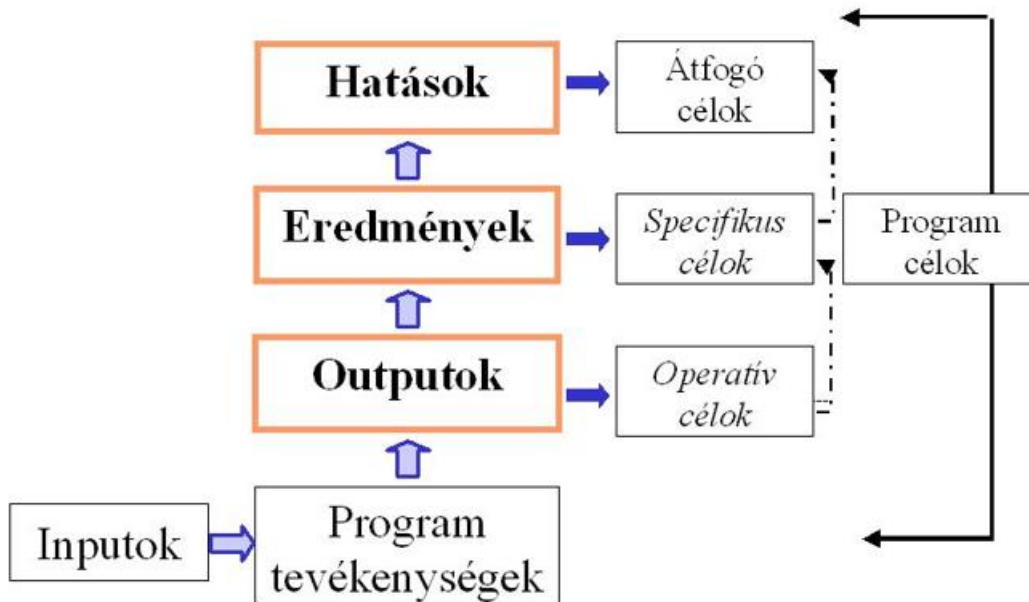 Hatások
Átfogó
célok
Eredmények
Specifikus
célok
Program
célok
Outputok
Operatív
célok
Inputok
Program
tevékenységek